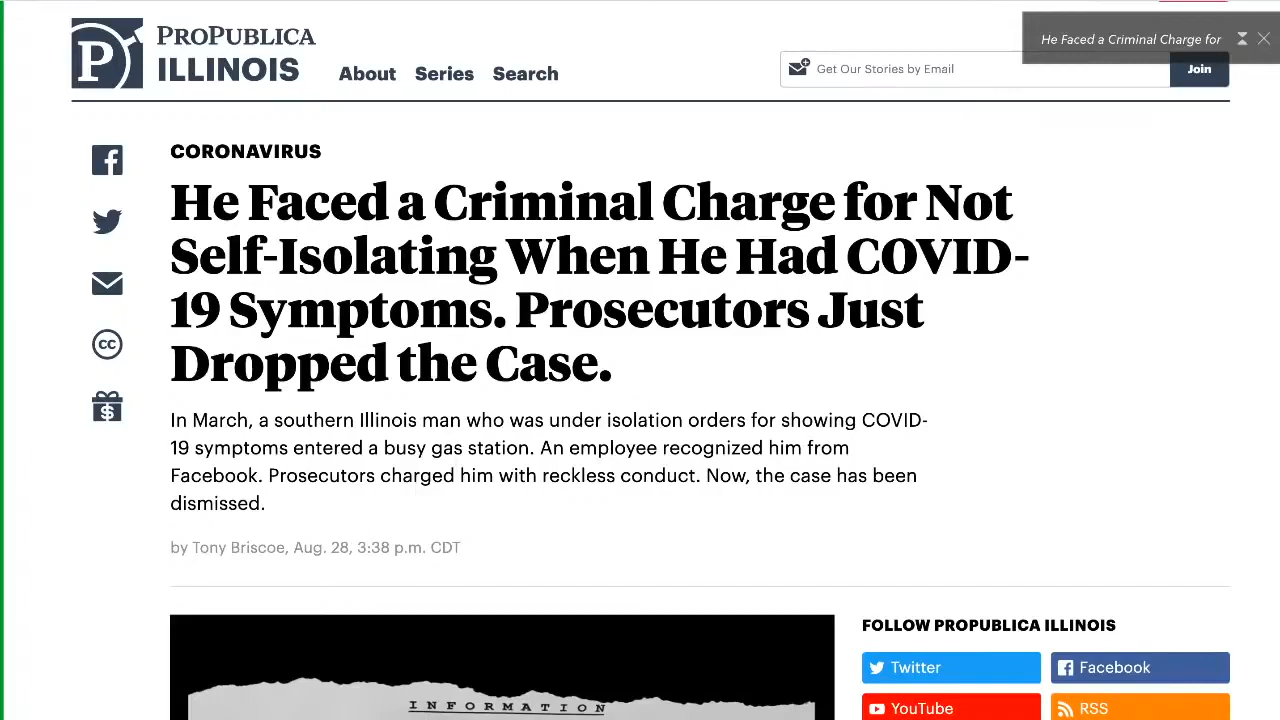 PROPUBLICA
ILLINOIS
About Series Search
Get Our Stories by Email
Join
He Faced a Criminal Charge for
CORONAVIRUS
He Faced a Criminal Charge for Not
Self-Isolating When He Had COVID-
19 Symptoms. Prosecutors Just
Dropped the Case.
In March, a southern Illinois man who was under isolation orders for showing COVID-
19 symptoms entered a busy gas station. An employee recognized him from
Facebook. Prosecutors charged him with reckless conduct. Now, the case has been
dismissed.
by Tony Briscoe, Aug. 28, 3:38 p.m. CDT
INFORMATION
FOLLOW PROPUBLICA ILLINOIS
Twitter
Facebook
YouTube
RSS